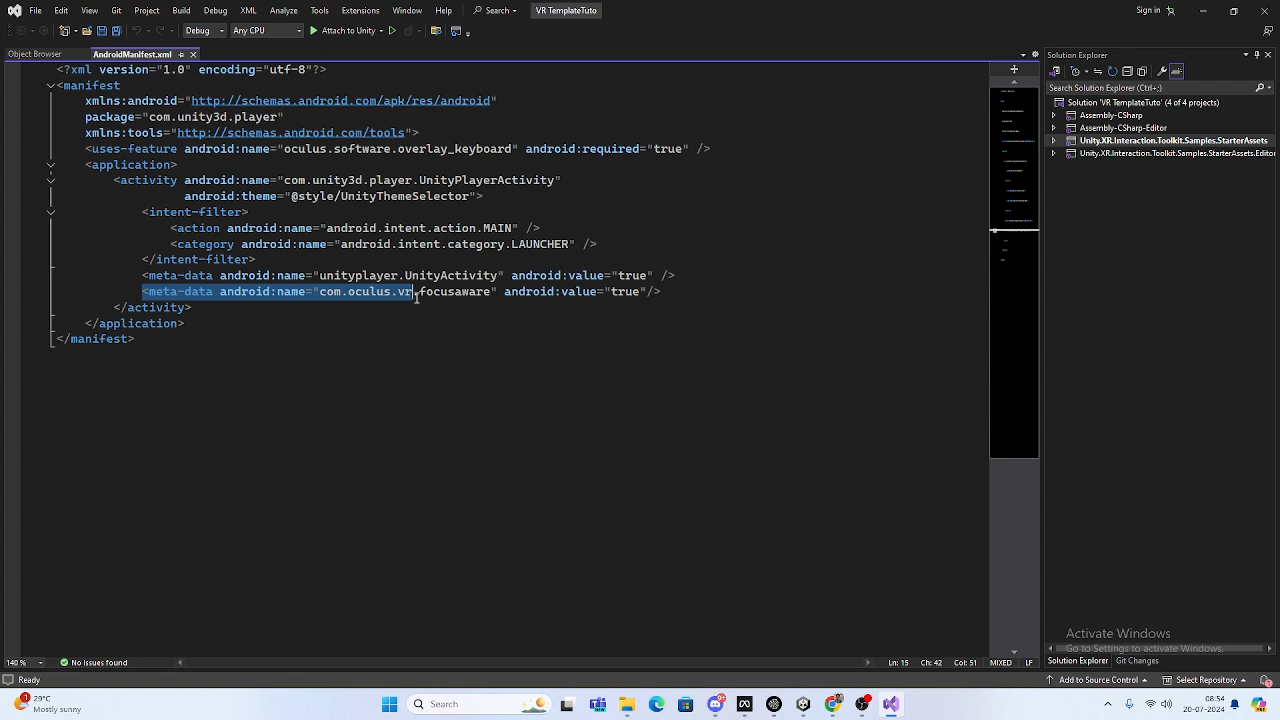 File Edit View Git Project Build Debug XML Analyze Tools Extensions Window Help Search VR TemplateTuto Sign in
Debug Any CPU Attach to Unity
Object Browser AndroidManifest.xml Solution Explorer
<?xml version="1.0" encoding="utf-8"?>
<manifest
xmlns:android="http://schemas.android.com/apk/res/android"
package="com.unity3d.player"
xmlns:tools="http://schemas.android.com/tools">
<uses-feature android:name="oculus.software.overlay_keyboard" android:required="true" />
<application>
<activity android:name="com.unity3d.player.UnityPlayerActivity"
android:theme="@style/UnityThemeSelector">
<intent-filter>
<action android:name="android.intent.action.MAIN" />
<category android:name="android.intent.category.LAUNCHER" />
</intent-filter>
<meta-data android:name="unityplayer.UnityActivity" android:value="true" />
<meta-data android:name="com.oculus.vr.focusaware" android:value="true"/>
</activity>
</application>
</manifest>
Search Solution Explorer (Ctrl+;)
Solution 'VR TemplateTuto' (4 of 4 projects)
Assembly-CSharp
Assembly-CSharp-Editor
Unity.XR.Interaction.Toolkit.Samples.StarterAssets
UnityXR.Interaction.Toolkit.Samples.StarterAsse
Activate Windows
Go to Settings to activate Windows.
Solution Explorer Git Changes
140 % No issues found Ln: 15 Ch: 42 Col: 51 MIXED LF
Ready Add to Source Control Select Repository 1
1 29°C
Mostly sunny
Search
ENG
IN
08:54
20-07-2024